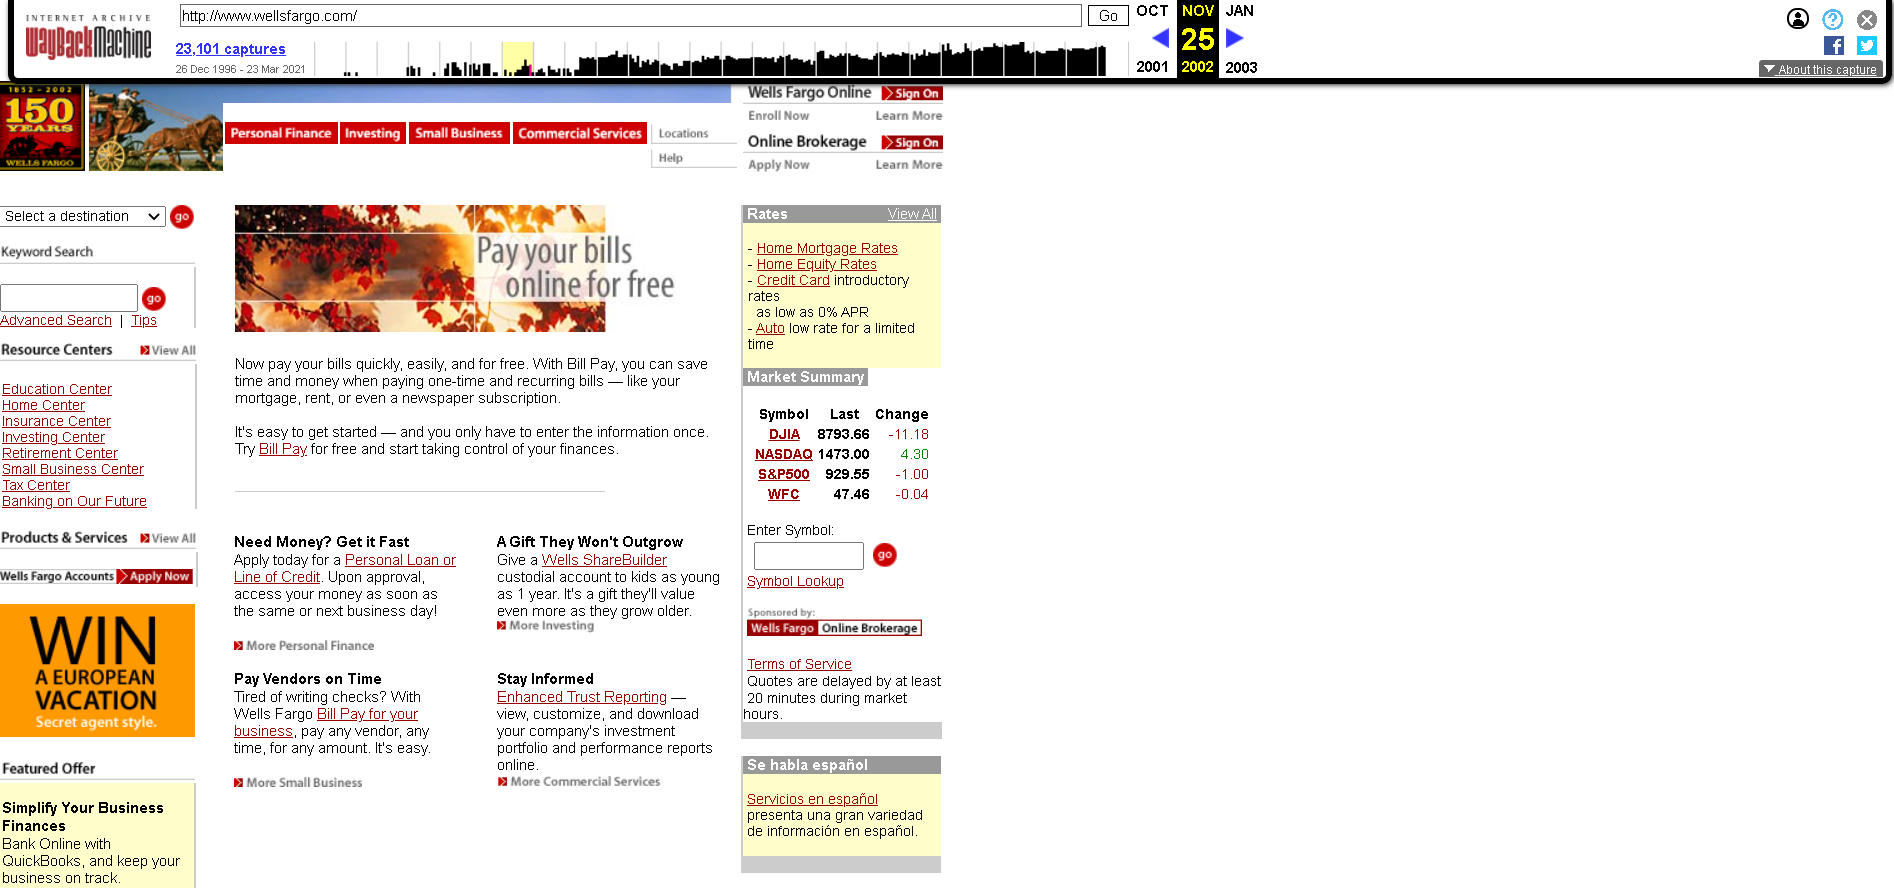 INTERNET ARCHIVE
WayBackMachine
http://www.wellsfargo.com/
Go
OCT NOV JAN
23,101 captures
25
26 Dec 1996 - 23 Mar 2021
2001 2002 2003
About this capture
1852 - 2002
150
YEARS
WELLS FARGO
Personal Finance
Investing
Small Business
Commercial Services
Locations
Help
Wells Fargo Online Sign On
Enroll Now Learn More
Online Brokerage Sign On
Apply Now Learn More
Select a destination go
Keyword Search
go
Advanced Search | Tips
Resource Centers View All
Education Center
Home Center
Insurance Center
Investing Center
Retirement Center
Small Business Center
Tax Center
Banking on Our Future
Products & Services View All
Wells Fargo Accounts Apply Now
WIN
A EUROPEAN
VACATION
Secret agent style.
Featured Offer
Simplify Your Business
Finances
Bank Online with
QuickBooks, and keep your
business on track.
Pay your bills
online for free
Now pay your bills quickly, easily, and for free. With Bill Pay, you can save
time and money when paying one-time and recurring bills — like your
mortgage, rent, or even a newspaper subscription.
It's easy to get started — and you only have to enter the information once.
Try Bill Pay for free and start taking control of your finances.
Need Money? Get it Fast
Apply today for a Personal Loan or
Line of Credit. Upon approval,
access your money as soon as
the same or next business day!
More Personal Finance
A Gift They Won't Outgrow
Give a Wells ShareBuilder
custodial account to kids as young
as 1 year. It's a gift they'll value
even more as they grow older.
More Investing
Pay Vendors on Time
Tired of writing checks? With
Wells Fargo Bill Pay for your
business, pay any vendor, any
time, for any amount. It's easy.
More Small Business
Stay Informed
Enhanced Trust Reporting —
view, customize, and download
your company's investment
portfolio and performance reports
online.
More Commercial Services
Rates View All
- Home Mortgage Rates
- Home Equity Rates
- Credit Card introductory
rates
as low as 0% APR
- Auto low rate for a limited
time
Market Summary
Symbol Last Change
DJIA 8793.66 -11.18
NASDAQ 1473.00 4.30
S&P500 929.55 -1.00
WFC 47.46 -0.04
Enter Symbol:
go
Symbol Lookup
Sponsored by:
Wells Fargo Online Brokerage
Terms of Service
Quotes are delayed by at least
20 minutes during market
hours.
Se habla español
Servicios en español
presenta una gran variedad
de información en español.